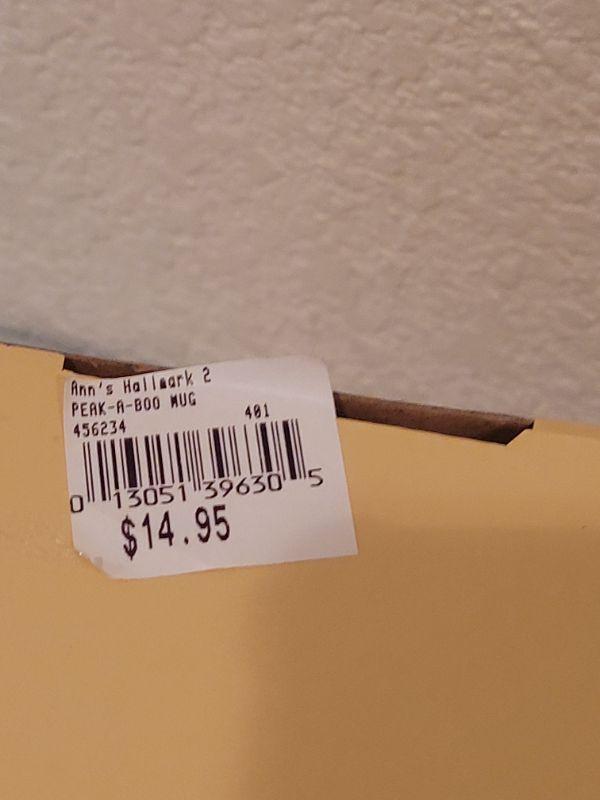 Ann's Hallmark 2
PEAK-A-BOO MUG
456234 401
0 13051 39630 5
$14.95